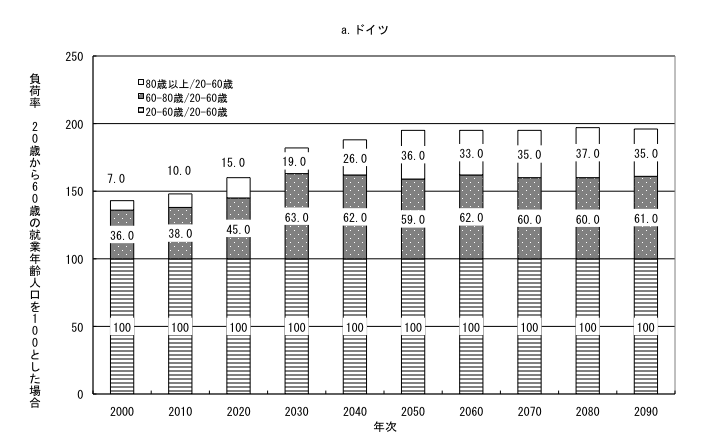 a. ドイツ
250
200
150
100
50
0
負荷率 20歳から60歳の就業年齢人口を100とした場合
80歳以上/20-60歳
60-80歳/20-60歳
20-60歳/20-60歳
7.0 10.0 15.0 19.0 26.0 36.0 33.0 35.0 37.0 35.0
36.0 38.0 45.0 63.0 62.0 59.0 62.0 60.0 60.0 61.0
100 100 100 100 100 100 100 100 100 100
2000 2010 2020 2030 2040 2050 2060 2070 2080 2090
年次